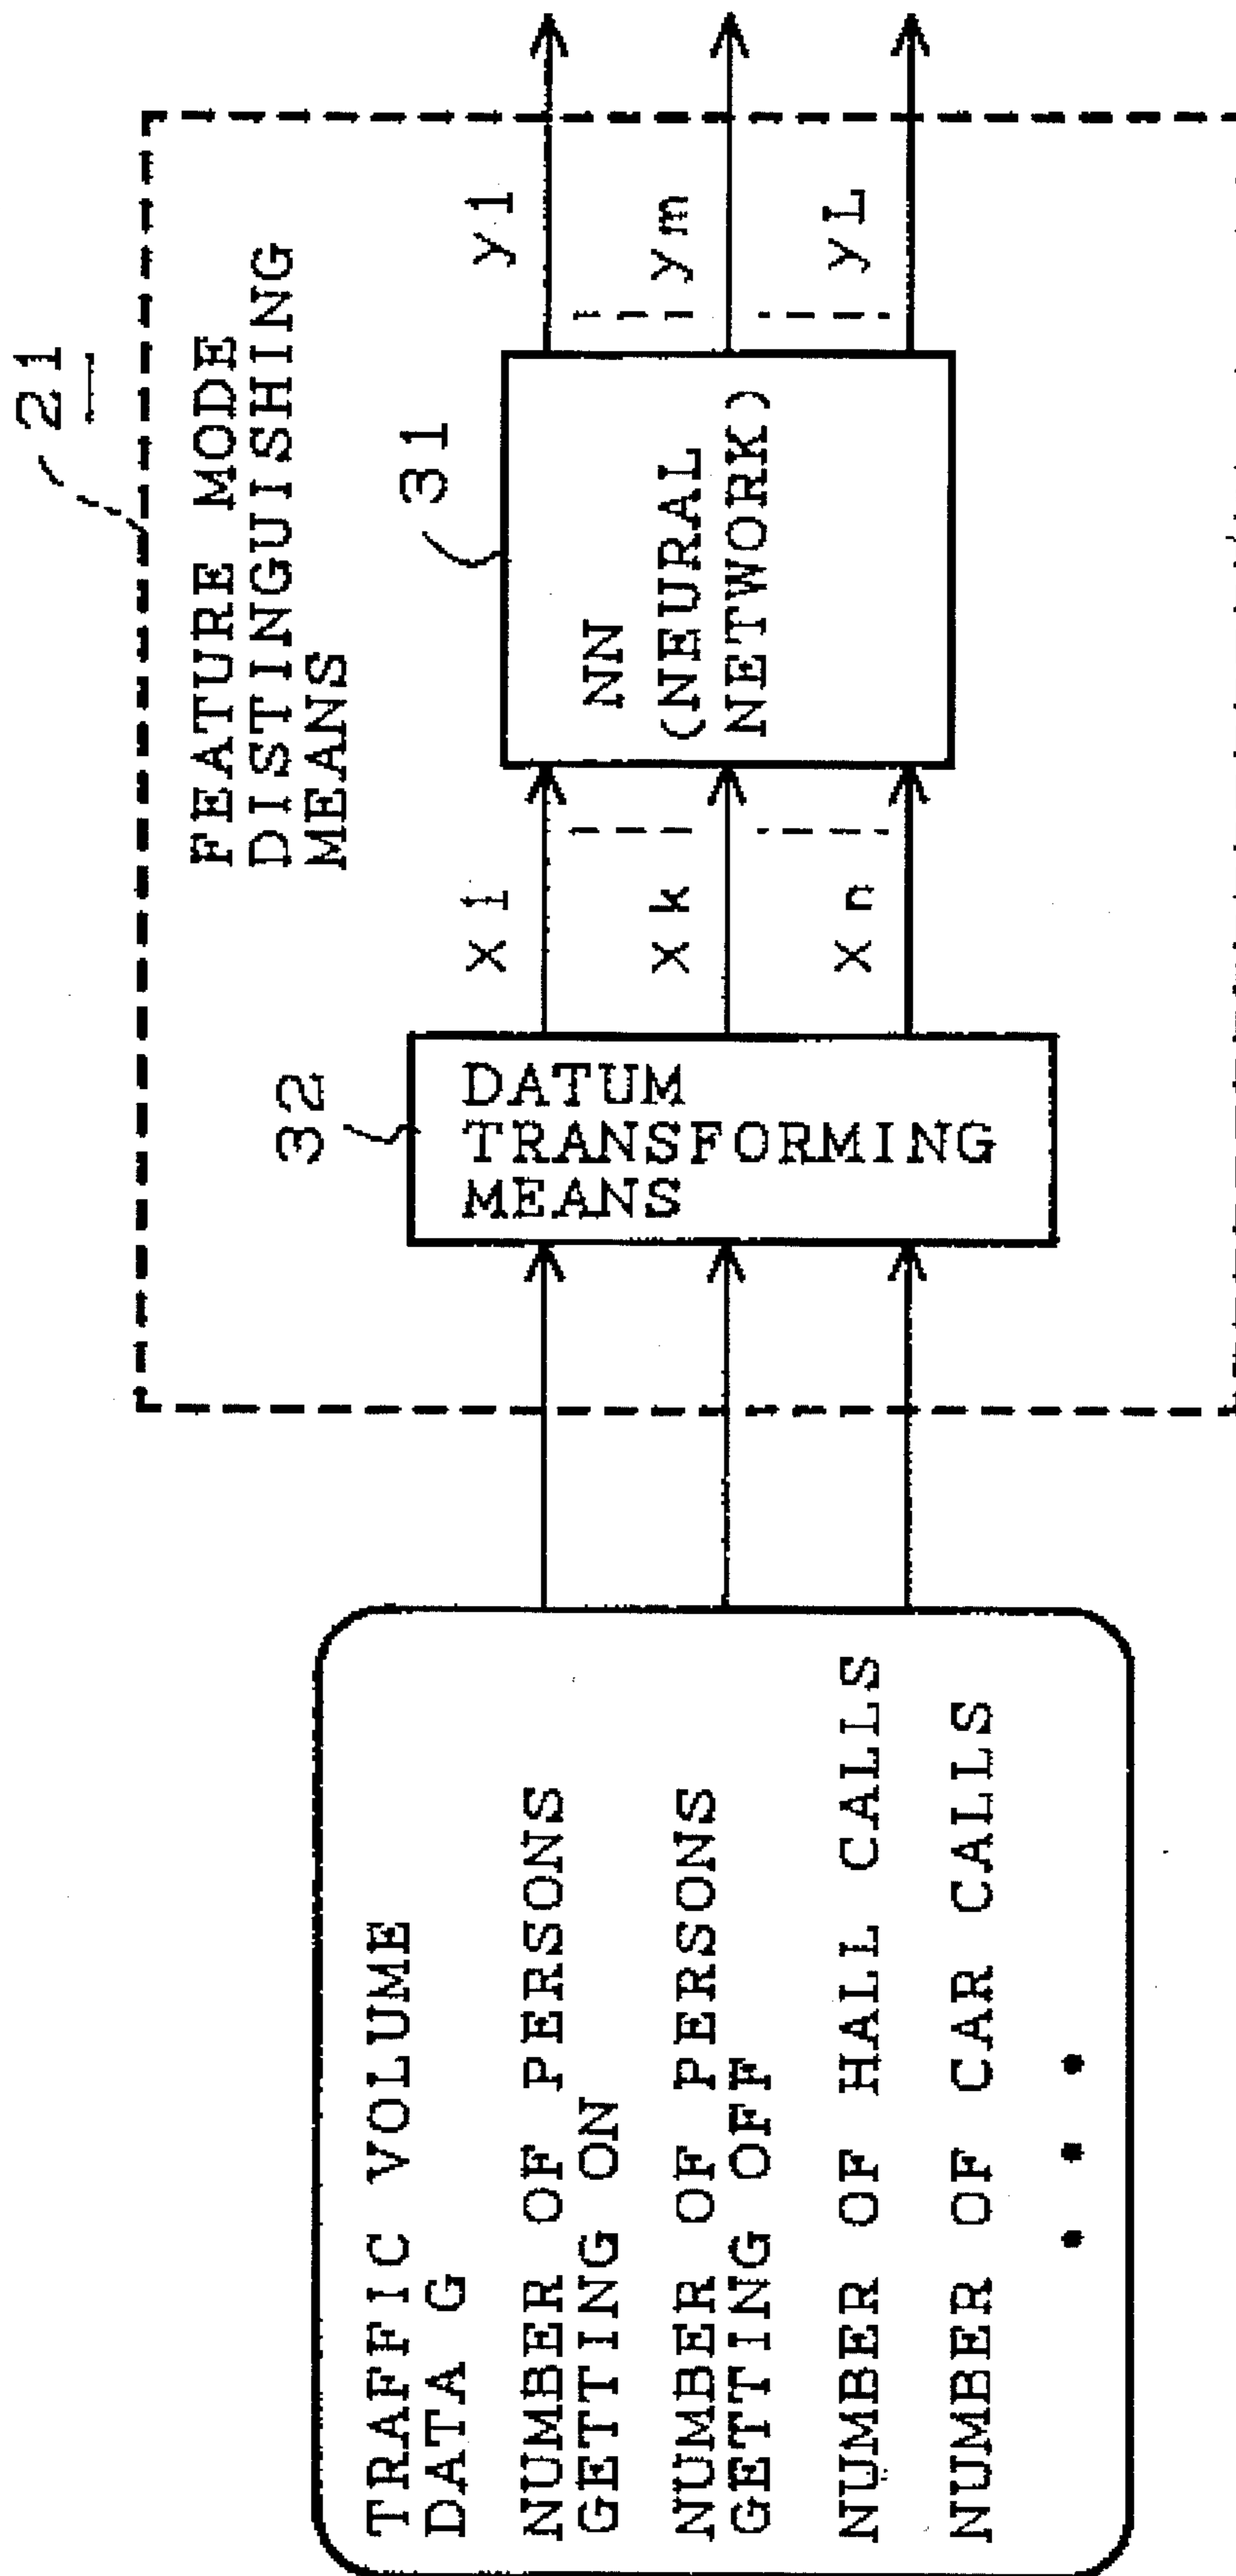 TRAFFIC VOLUME
DATA G
NUMBER OF PERSONS
GETTING ON
NUMBER OF PERSONS
GETTING OFF
NUMBER OF HALL CALLS
NUMBER OF CAR CALLS
• • •
32
DATUM
TRANSFORMING
MEANS
x1
xk
xn
21
FEATURE MODE
DISTINGUISHING
MEANS
31
NN
(NEURAL
NETWORK)
y1
ym
yL